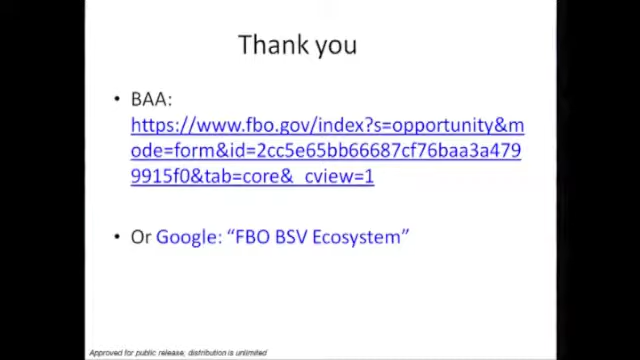 Thank you
• BAA:
https://www.fbo.gov/index?s=opportunity&m
ode=form&id=2cc5e65bb66687cf76baa3a479
9915f0&tab=core&_cview=1
• Or Google: “FBO BSV Ecosystem”
Approved for public release; distribution is unlimited